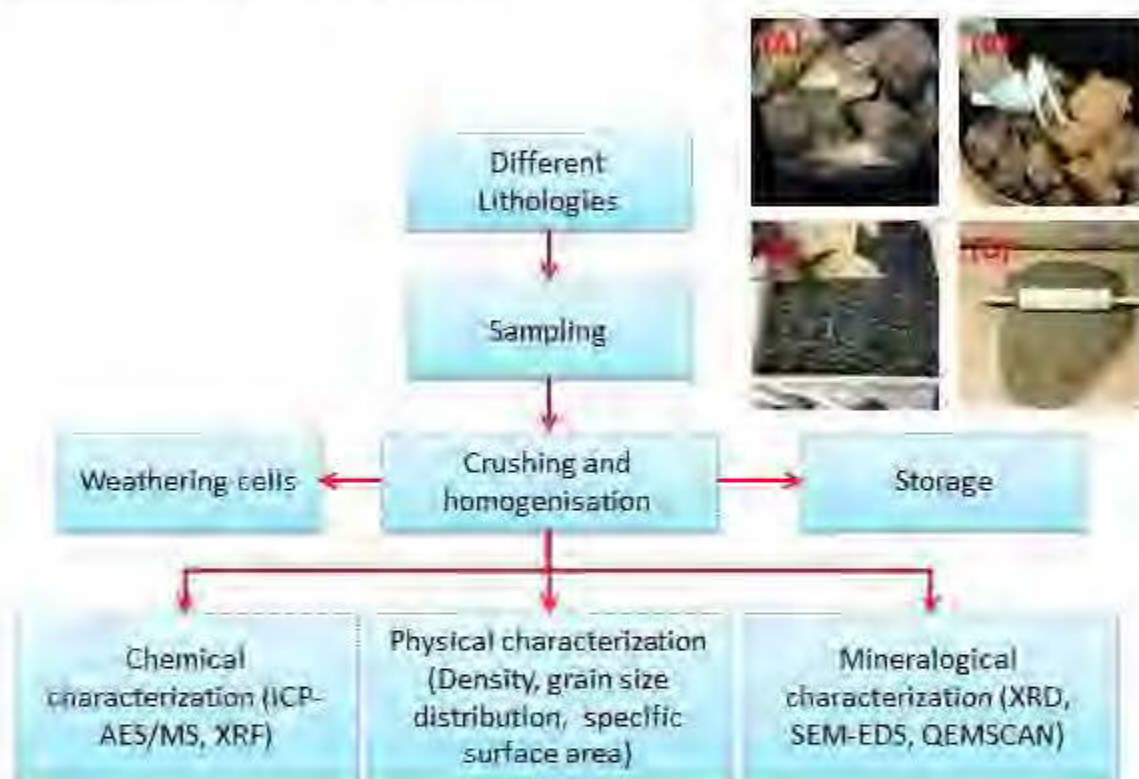 (A)
Different
Lithologies
Sampling
(D)
Weathering cells
Crushing and
homogenisation
Storage
Chemical
characterization (ICP-
AES/MS, XRF)
Physical characterization
(Density, grain size
distribution, specific
surface area)
Mineralogical
characterization (XRD,
SEM-EDS, QEMSCAN)